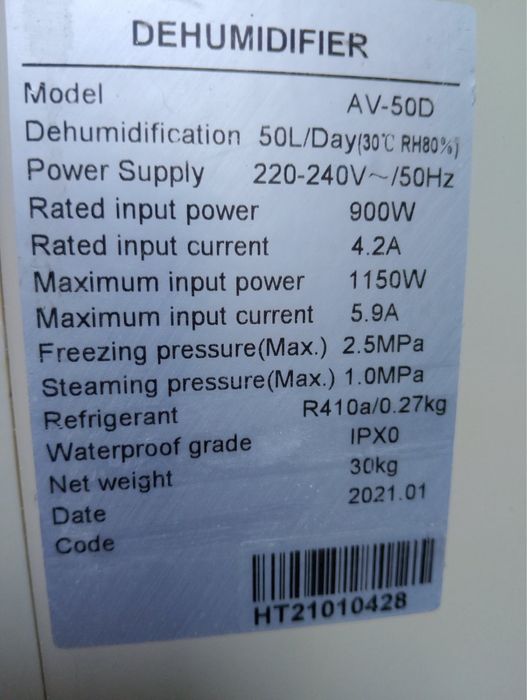 DEHUMIDIFIER
Model AV-50D
Dehumidification 50L/Day(30℃ RH80%)
Power Supply 220-240V~/50Hz
Rated input power 900W
Rated input current 4.2A
Maximum input power 1150W
Maximum input current 5.9A
Freezing pressure(Max.) 2.5MPa
Steaming pressure(Max.) 1.0MPa
Refrigerant R410a/0.27kg
Waterproof grade IPX0
Net weight 30kg
Date 2021.01
Code
HT21010428